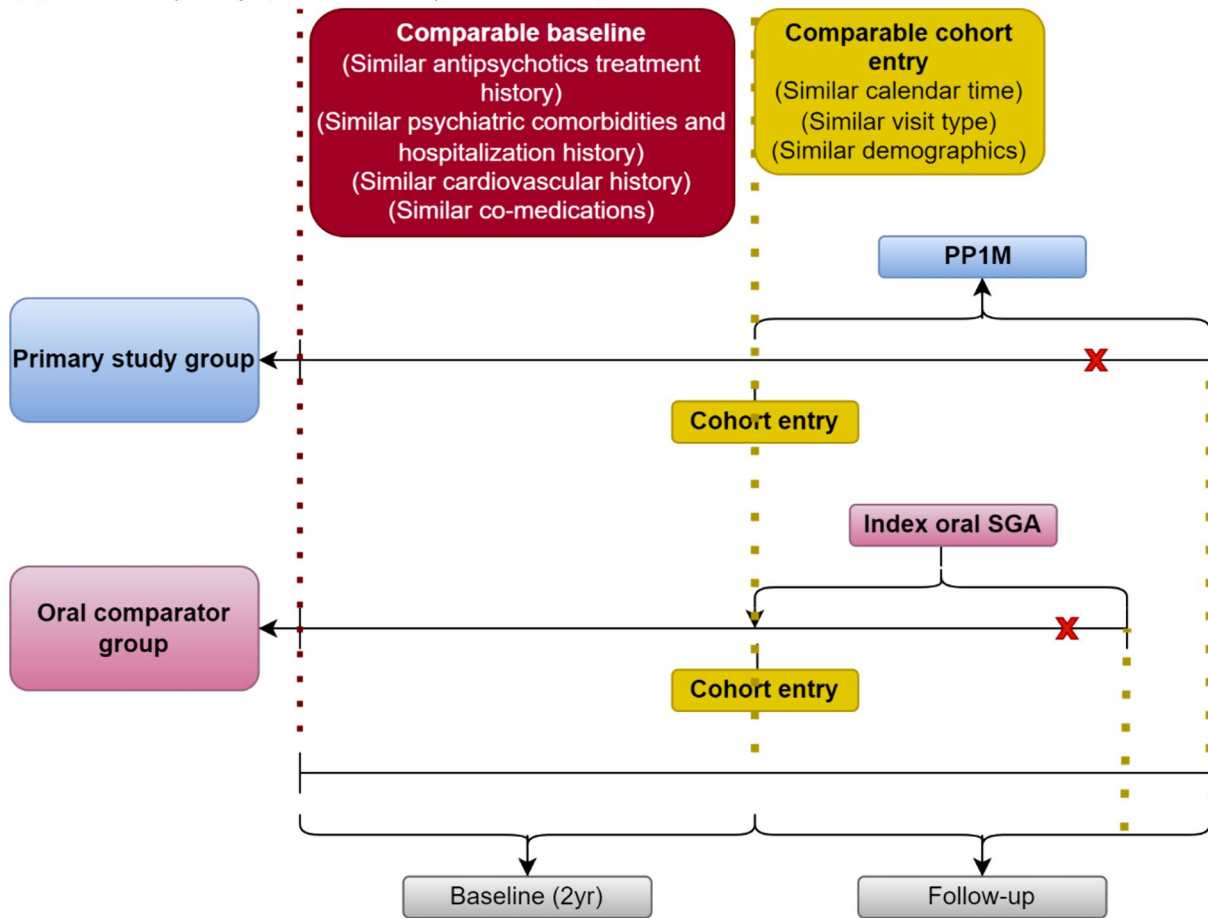 Comparable baseline
(Similar antipsychotics treatment
history)
(Similar psychiatric comorbidities and
hospitalization history)
(Similar cardiovascular history)
(Similar co-medications)
Comparable cohort
entry
(Similar calendar time)
(Similar visit type)
(Similar demographics)
PP1M
Primary study group
X
Cohort entry
Index oral SGA
Oral comparator
group
X
Cohort entry
Baseline (2yr)
Follow-up